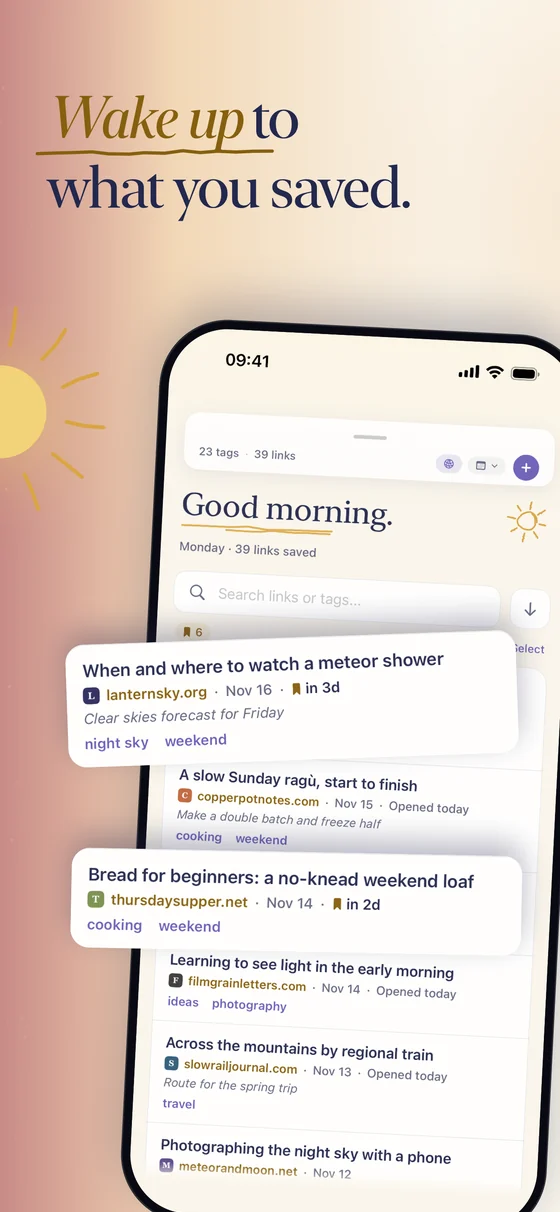 Wake up to
what you saved.
09:41
23 tags · 39 links
Good morning.
Monday · 39 links saved
Search links or tags...
6
Select
When and where to watch a meteor shower
L lanternsky.org · Nov 16 · in 3d
Clear skies forecast for Friday
night sky weekend
A slow Sunday ragù, start to finish
C copperpotnotes.com · Nov 15 · Opened today
Make a double batch and freeze half
cooking weekend
Bread for beginners: a no-knead weekend loaf
T thursdaysupper.net · Nov 14 · in 2d
cooking weekend
Learning to see light in the early morning
F filmgrainletters.com · Nov 14 · Opened today
ideas photography
Across the mountains by regional train
S slowrailjournal.com · Nov 13 · Opened today
Route for the spring trip
travel
Photographing the night sky with a phone
M meteorandmoon.net · Nov 12